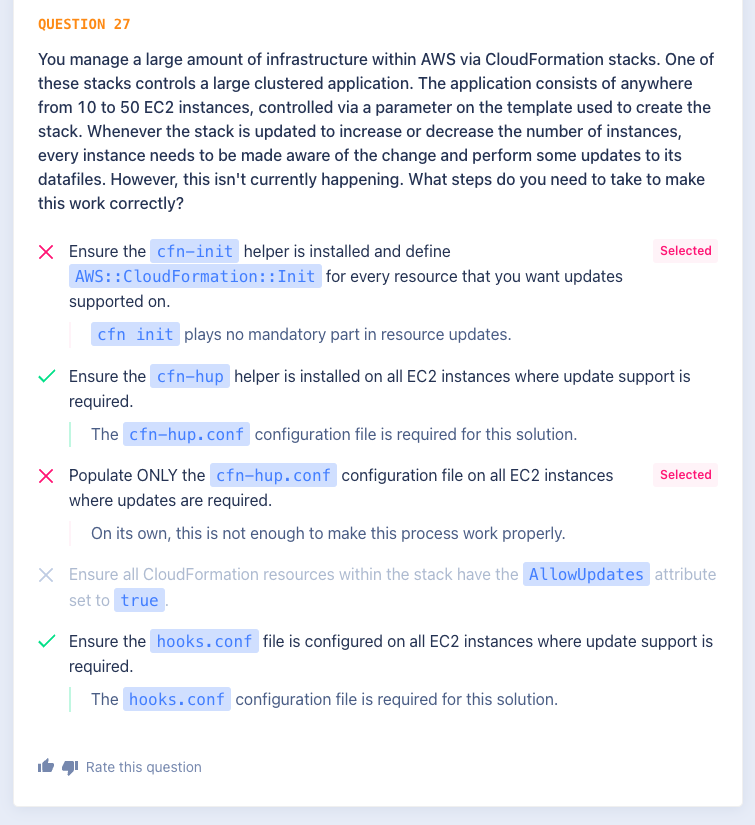 QUESTION 27
You manage a large amount of infrastructure within AWS via CloudFormation stacks. One of
these stacks controls a large clustered application. The application consists of anywhere
from 10 to 50 EC2 instances, controlled via a parameter on the template used to create the
stack. Whenever the stack is updated to increase or decrease the number of instances,
every instance needs to be made aware of the change and perform some updates to its
datafiles. However, this isn't currently happening. What steps do you need to take to make
this work correctly?
Ensure the cfn-init helper is installed and define
Selected
AWS::CloudFormation::Init for every resource that you want updates
supported on.
cfn init plays no mandatory part in resource updates.
Ensure the cfn-hup helper is installed on all EC2 instances where update support is
required.
The cfn-hup.conf configuration file is required for this solution.
Populate ONLY the cfn-hup.conf configuration file on all EC2 instances
Selected
where updates are required.
On its own, this is not enough to make this process work properly.
Ensure all CloudFormation resources within the stack have the AllowUpdates attribute
set to true.
Ensure the hooks.conf file is configured on all EC2 instances where update support is
required.
The hooks.conf configuration file is required for this solution.
Rate this question